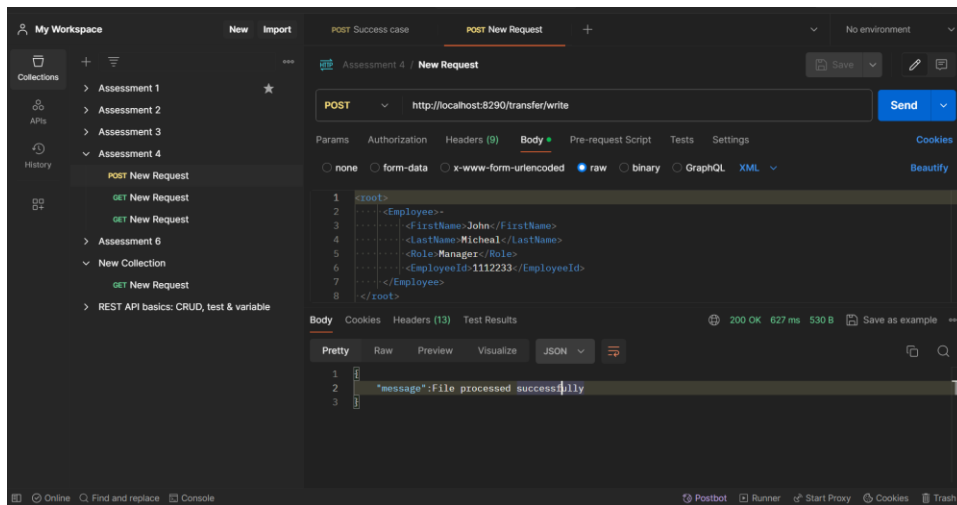 My Workspace New Import
POST Success case POST New Request No environment
Collections
APIs
History
Assessment 1
Assessment 2
Assessment 3
Assessment 4
POST New Request
GET New Request
GET New Request
Assessment 6
New Collection
GET New Request
REST API basics: CRUD, test & variable
HTTP Assessment 4 / New Request Save
POST http://localhost:8290/transfer/write Send
Params Authorization Headers (9) Body Pre-request Script Tests Settings Cookies
none form-data x-www-form-urlencoded raw binary GraphQL XML Beautify
1 <root>
2 <Employee>-
3 <FirstName>John</FirstName>
4 <LastName>Micheal</LastName>
5 <Role>Manager</Role>
6 <EmployeeId>1112233</EmployeeId>
7 </Employee>
8 </root>
Body Cookies Headers (13) Test Results 200 OK 627 ms 530 B Save as example
Pretty Raw Preview Visualize JSON
1 {
2 "message":File processed successfully
3 }
Online Find and replace Console Postbot Runner Start Proxy Cookies Trash